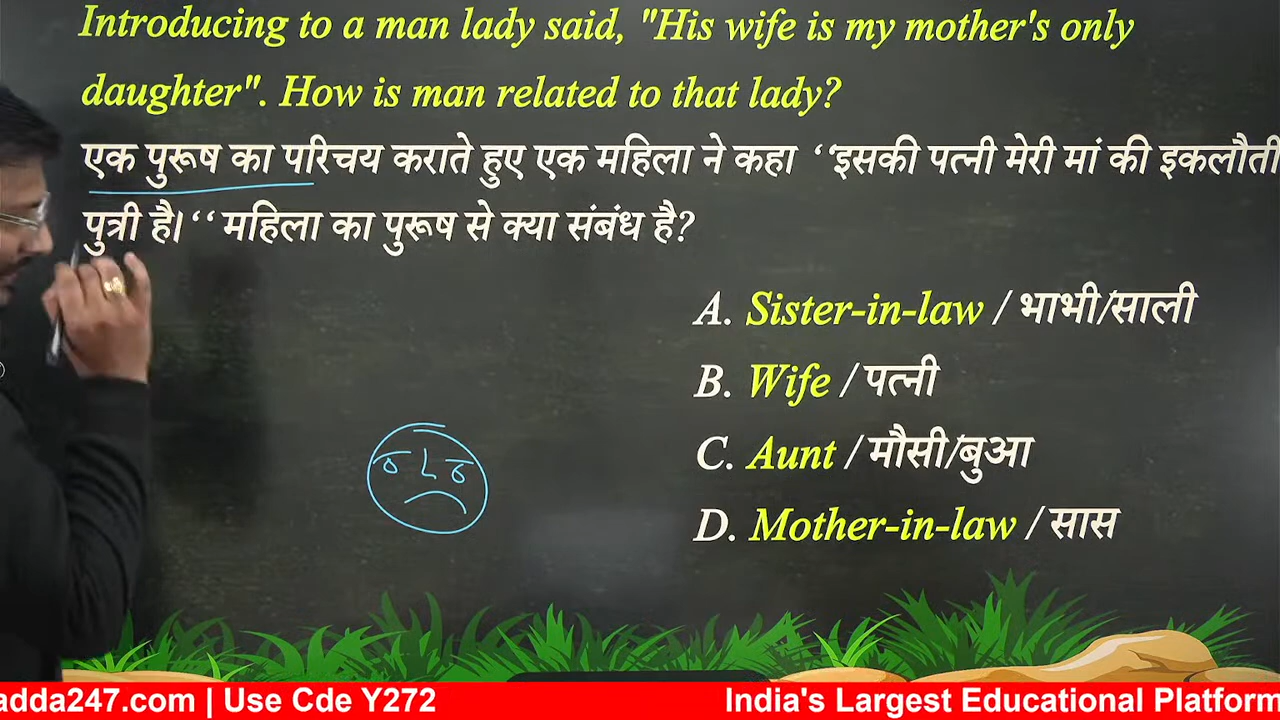 Introducing to a man lady said, "His wife is my mother's only
daughter". How is man related to that lady?
एक पुरूष का परिचय कराते हुए एक महिला ने कहा ‘‘इसकी पत्नी मेरी मां की इकलौती
पुत्री है।‘‘ महिला का पुरूष से क्या संबंध है?
A. Sister-in-law / भाभी/साली
B. Wife / पत्नी
C. Aunt / मौसी/बुआ
D. Mother-in-law / सास
adda247.com | Use Cde Y272
India's Largest Educational Platform